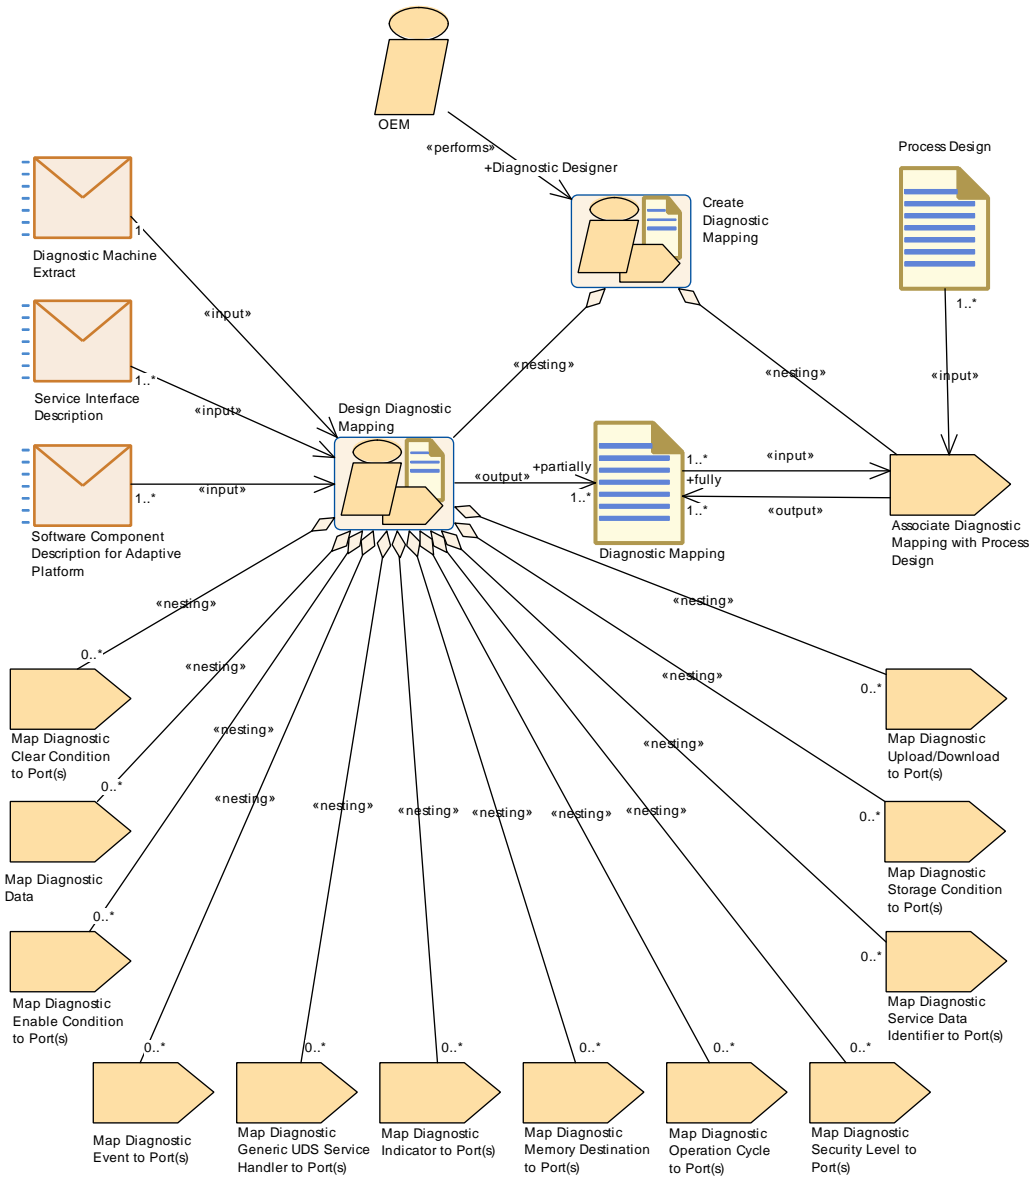 OEM
«performs»
+Diagnostic Designer
Process Design
Create
Diagnostic
Mapping
1
Diagnostic Machine
Extract
1..*
«input»
«input»
«nesting»
«nesting»
1..*
Service Interface
Description
«input»
Design Diagnostic
Mapping
1..*
«input»
Software Component
Description for Adaptive
Platform
«output»
+partially
1..*
1..*
«input»
+fully
1..*
«output»
Diagnostic Mapping
Associate Diagnostic
Mapping with Process
Design
«nesting»
«nesting»
0..*
«nesting»
«nesting»
0..*
Map Diagnostic
Clear Condition
to Port(s)
«nesting»
«nesting»
Map Diagnostic
Upload/Download
to Port(s)
0..*
«nesting»
«nesting»
«nesting»
«nesting»
«nesting»
«nesting»
0..*
Map Diagnostic
Data
Map Diagnostic
Storage Condition
to Port(s)
0..*
0..*
Map Diagnostic
Enable Condition
to Port(s)
Map Diagnostic
Service Data
Identifier to Port(s)
0..*
0..*
0..*
0..*
0..*
0..*
Map Diagnostic
Event to Port(s)
Map Diagnostic
Generic UDS Service
Handler to Port(s)
Map Diagnostic
Indicator to Port(s)
Map Diagnostic
Memory Destination
to Port(s)
Map Diagnostic
Operation Cycle
to Port(s)
Map Diagnostic
Security Level to
Port(s)